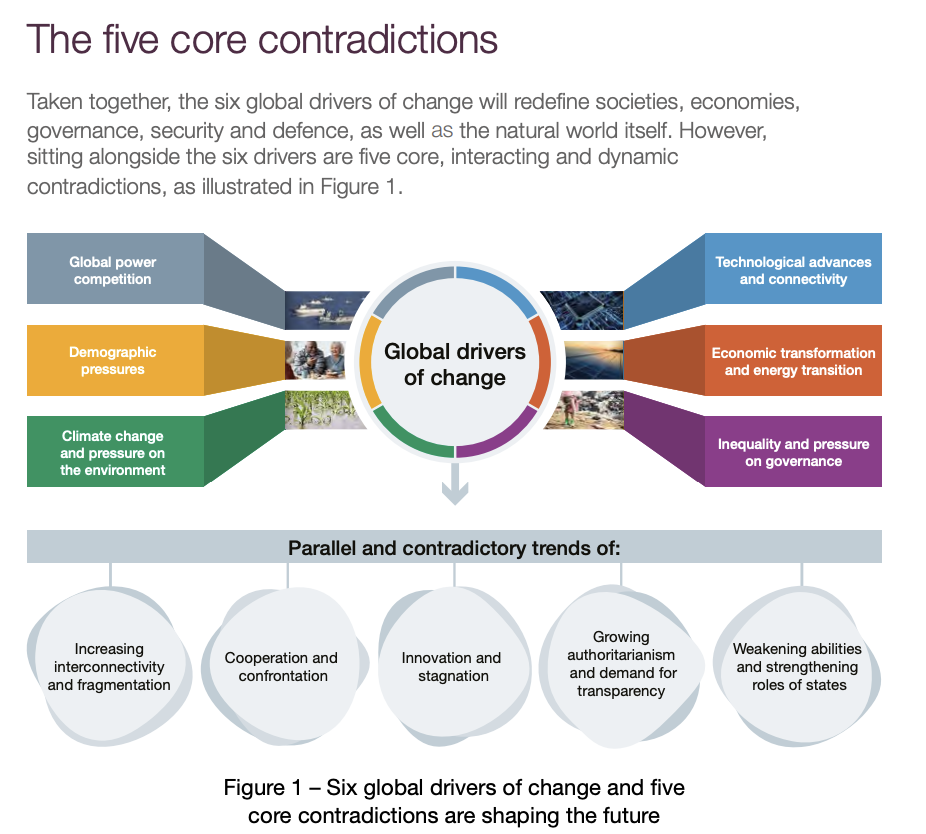 The five core contradictions
Taken together, the six global drivers of change will redefine societies, economies,
governance, security and defence, as well as the natural world itself. However,
sitting alongside the six drivers are five core, interacting and dynamic
contradictions, as illustrated in Figure 1.
Global power
competition
Demographic
pressures
Climate change
and pressure on
the environment
Global drivers
of change
Technological advances
and connectivity
Economic transformation
and energy transition
Inequality and pressure
on governance
Parallel and contradictory trends of:
Increasing
interconnectivity
and fragmentation
Cooperation and
confrontation
Innovation and
stagnation
Growing
authoritarianism
and demand for
transparency
Weakening abilities
and strengthening
roles of states
Figure 1 – Six global drivers of change and five
core contradictions are shaping the future